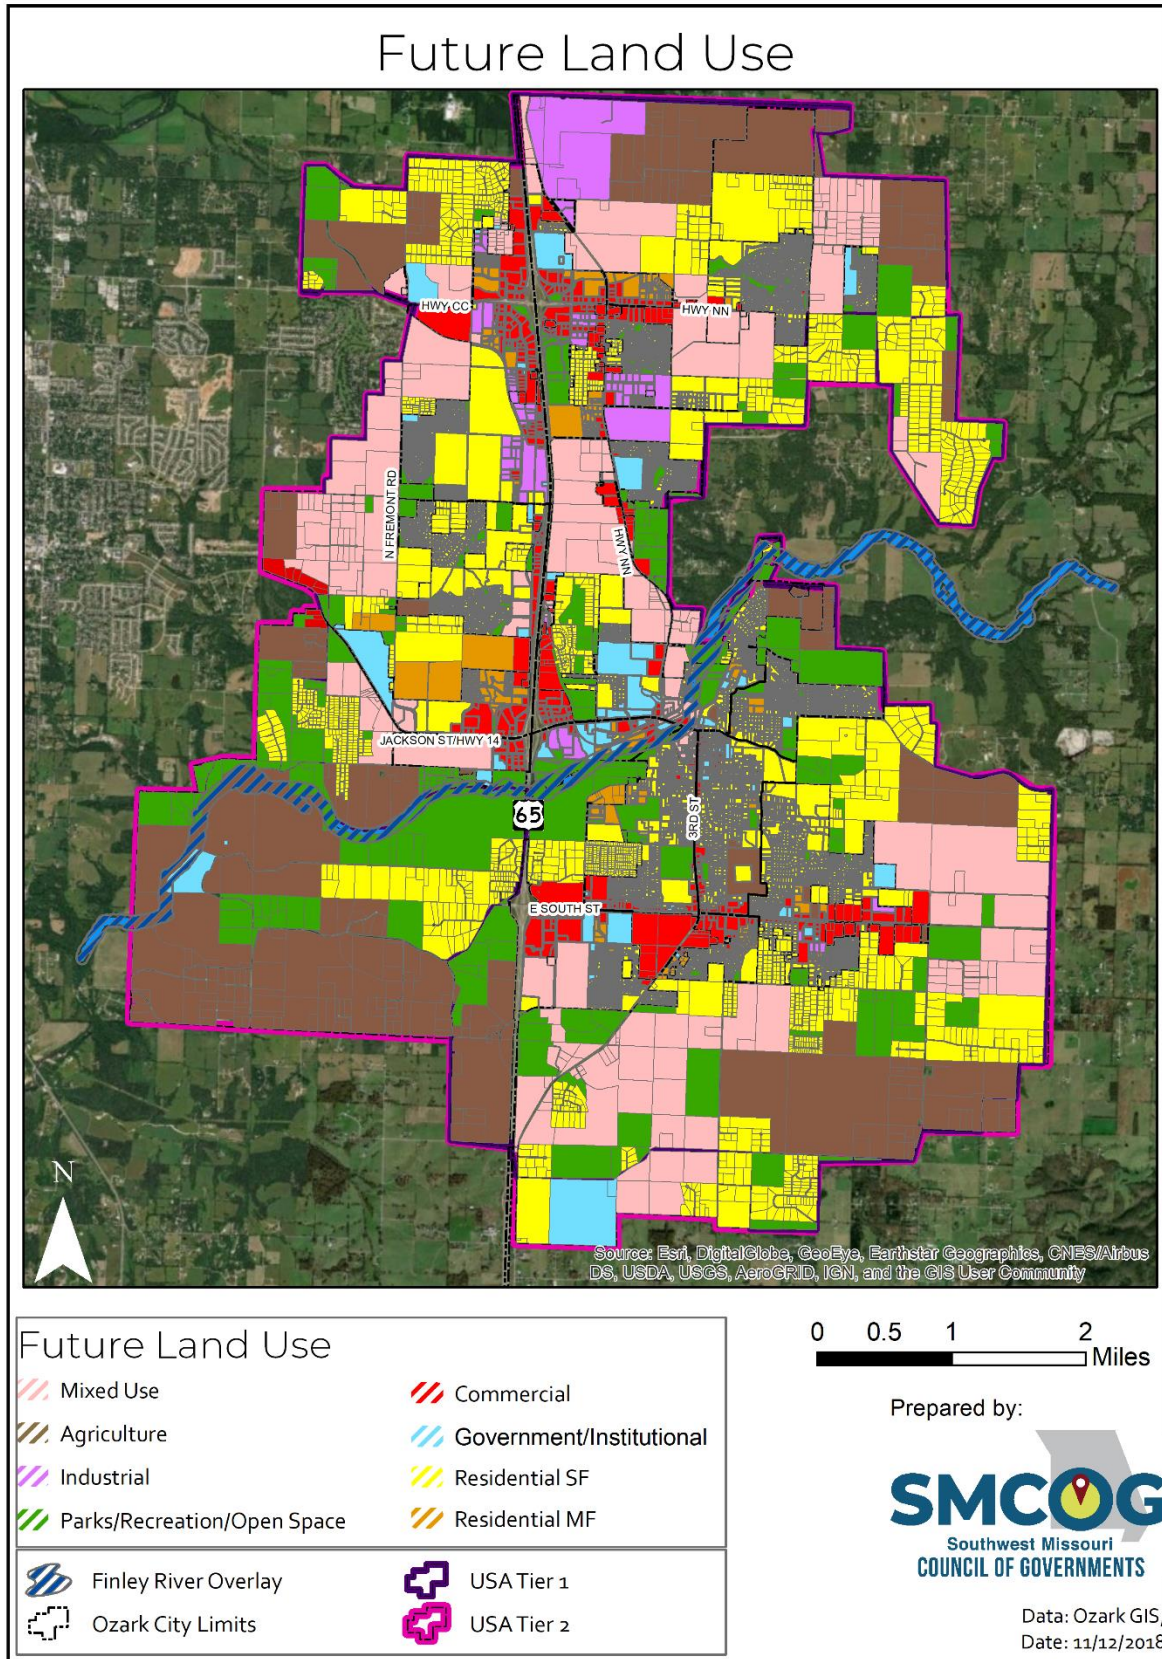 Future Land Use
HWY CC
HWY NN
N FREMONT RD
HWY NN
JACKSON ST/HWY 14
65
3RD ST
E SOUTH ST
N
Source: Esri, DigitalGlobe, GeoEye, Earthstar Geographics, CNES/Airbus
DS, USDA, USGS, AeroGRID, IGN, and the GIS User Community
Future Land Use
Mixed Use
Agriculture
Industrial
Parks/Recreation/Open Space
Commercial
Government/Institutional
Residential SF
Residential MF
Finley River Overlay
Ozark City Limits
USA Tier 1
USA Tier 2
0 0.5 1 2
Miles
Prepared by:
SMCOG
Southwest Missouri
COUNCIL OF GOVERNMENTS
Data: Ozark GIS,
Date: 11/12/2018